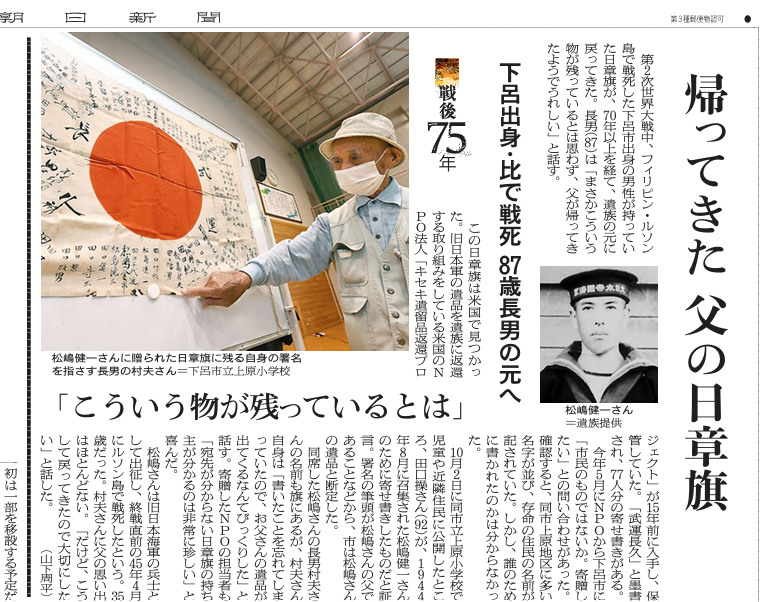 朝日新聞
第3種郵便物認可
帰ってきた 父の日章旗
第2次世界大戦中、フィリピン・ルソン
島で戦死した下呂市出身の男性が持ってい
た日章旗が、70年以上を経て、遺族の元に
戻ってきた。長男(87)は「まさかこういう
物が残っているとは思わず、父が帰ってき
たようでうれしい」と話す。
下呂出身・比で戦死 87歳長男の元へ
戦後
75年
松嶋健一さん
=遺族提供
松嶋健一さんに贈られた日章旗に残る自身の署名
を指さす長男の村夫さん=下呂市立上原小学校
「こういう物が残っているとは」
この日章旗は米国で見つかっ
た。旧日本軍の遺品を遺族に返還
する取り組みをしている米国のN
PO法人「キセキ遺留品返還プロ
ジェクト」が15年前に入手し、保
管していた。「武運長久」と墨書
され、77人分の寄せ書きがある。
今年5月にNPOから下呂市に
「市民のものではないか。寄贈し
たい」との問い合わせがあった。
確認すると、同市上原地区に多い
名字が並び、存命の住民の名前が
記されていた。しかし、誰のため
に書かれたのかは分からなかっ
た。
10月9日に同市立上原小学校で
児童や近隣住民に公開したとこ
ろ、田口操さん(92)が、1944
年8月に召集された松嶋健一さん
のために寄せ書きしたものだと証
言。署名の筆頭が松嶋さんの父で
あることなどから、市は松嶋さん
の遺品と断定した。
同席した松嶋さんの長男村夫さ
んの名前も旗にあるが、村夫さん
自身は「書いたことを忘れてしま
っていたので、お父さんの遺品が
出てくるなんてびっくりした」と
話す。寄贈したNPOの担当者も
「宛先が分からない日章旗の持ち
主が分かるのは非常に珍しい」と
喜んだ。
松嶋さんは旧日本海軍の兵士と
して出征し、終戦直前の45年4月
にルソン島で戦死したという。35
歳だった。村夫さんに父の思い出
はほとんどない。「だけど、こう
して戻ってきたので大切にした
い」と話した。 (山下周平)
初は一部を移設する予定だ